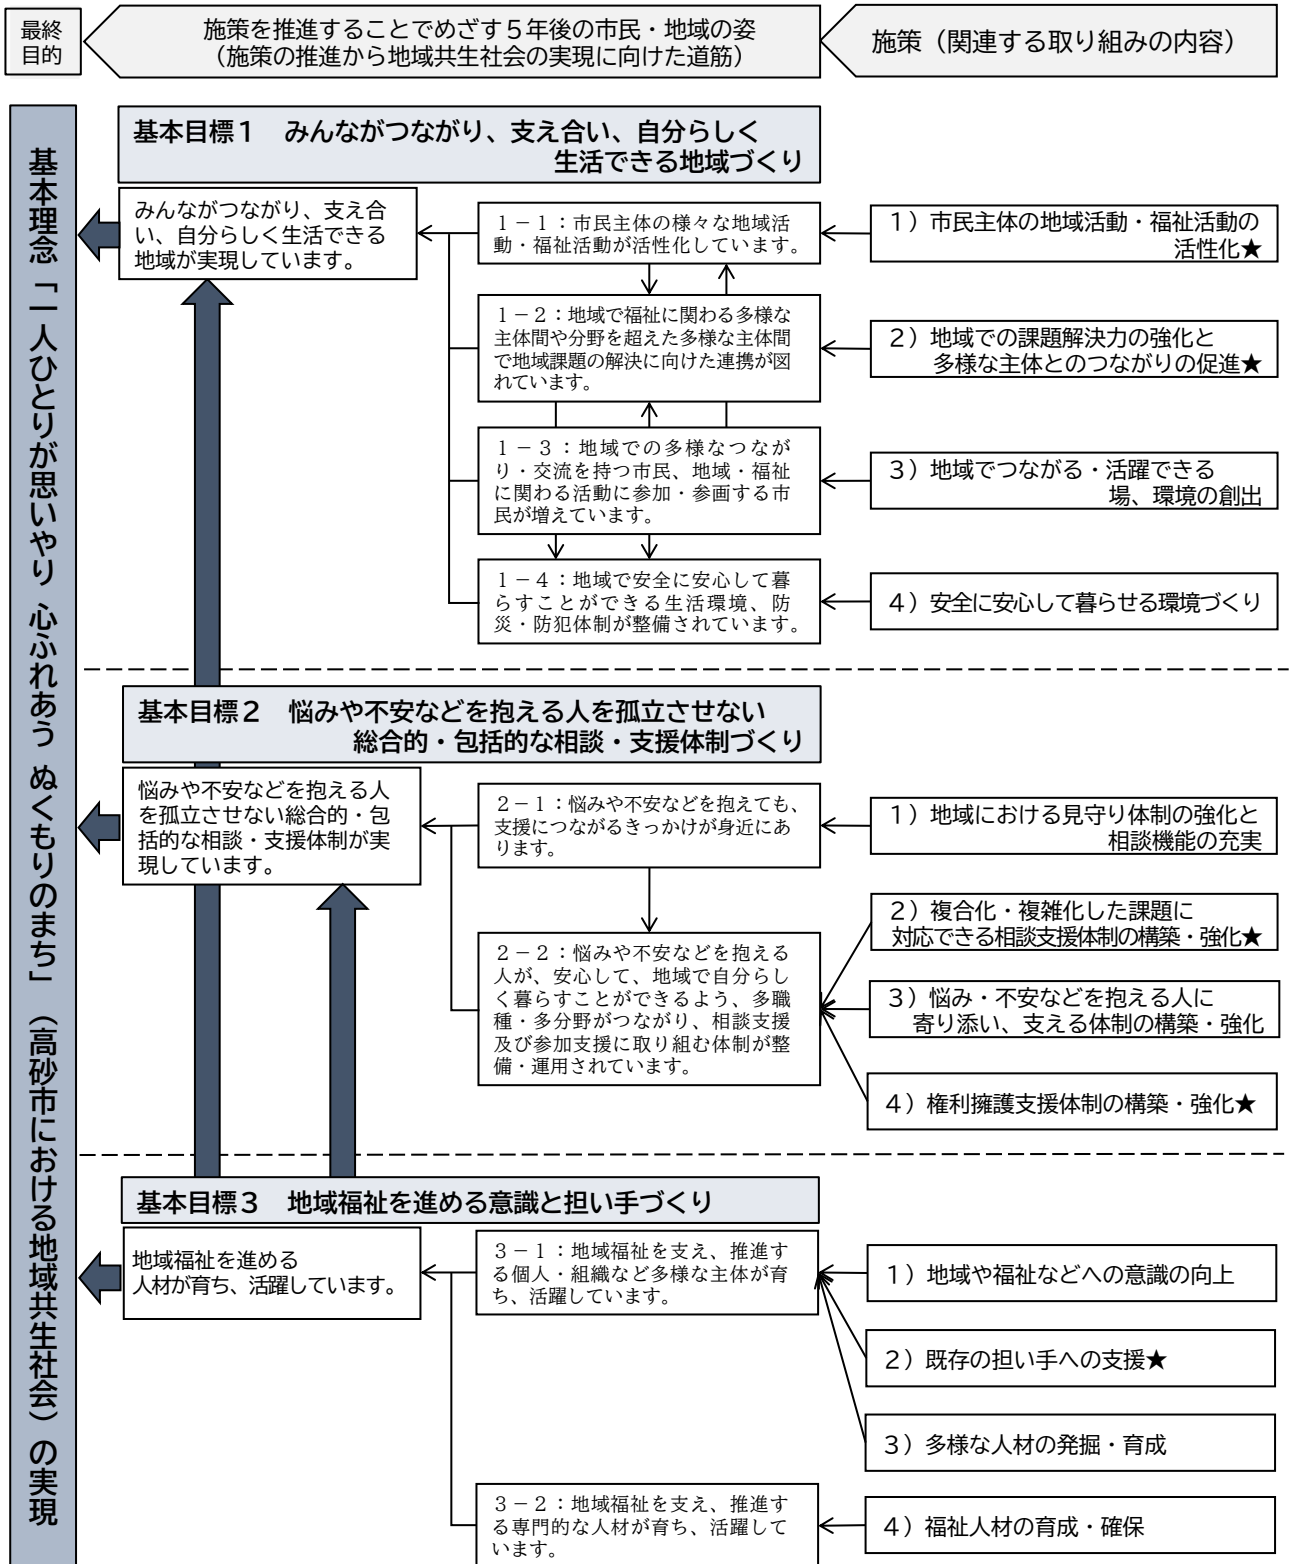 最終
目的
施策を推進することでめざす５年後の市民・地域の姿
（施策の推進から地域共生社会の実現に向けた道筋）
施策（関連する取り組みの内容）
基本理念「一人ひとりが思いやり 心ふれあう ぬくもりのまち」（高砂市における地域共生社会）の実現
基本目標１　みんながつながり、支え合い、自分らしく
生活できる地域づくり
みんながつながり、支え合
い、自分らしく生活できる
地域が実現しています。
１－１：市民主体の様々な地域活
動・福祉活動が活性化しています。
１）市民主体の地域活動・福祉活動の
活性化★
１－２：地域で福祉に関わる多様な
主体間や分野を超えた多様な主体間
で地域課題の解決に向けた連携が図
れています。
２）地域での課題解決力の強化と
多様な主体とのつながりの促進★
１－３：地域での多様なつなが
り・交流を持つ市民、地域・福祉
に関わる活動に参加・参画する市
民が増えています。
３）地域でつながる・活躍できる
場、環境の創出
１－４：地域で安全に安心して暮
らすことができる生活環境、防
災・防犯体制が整備されています。
４）安全に安心して暮らせる環境づくり
基本目標２　悩みや不安などを抱える人を孤立させない
総合的・包括的な相談・支援体制づくり
悩みや不安などを抱える人
を孤立させない総合的・包
括的な相談・支援体制が実
現しています。
２－１：悩みや不安などを抱えても、
支援につながるきっかけが身近にあ
ります。
１）地域における見守り体制の強化と
相談機能の充実
２－２：悩みや不安などを抱える
人が、安心して、地域で自分らし
く暮らすことができるよう、多職
種・多分野がつながり、相談支援
及び参加支援に取り組む体制が整
備・運用されています。
２）複合化・複雑化した課題に
対応できる相談支援体制の構築・強化★
３）悩み・不安などを抱える人に
寄り添い、支える体制の構築・強化
４）権利擁護支援体制の構築・強化★
基本目標３　地域福祉を進める意識と担い手づくり
地域福祉を進める
人材が育ち、活躍しています。
３－１：地域福祉を支え、推進す
る個人・組織など多様な主体が育
ち、活躍しています。
１）地域や福祉などへの意識の向上
２）既存の担い手への支援★
３）多様な人材の発掘・育成
３－２：地域福祉を支え、推進す
る専門的な人材が育ち、活躍して
います。
４）福祉人材の育成・確保